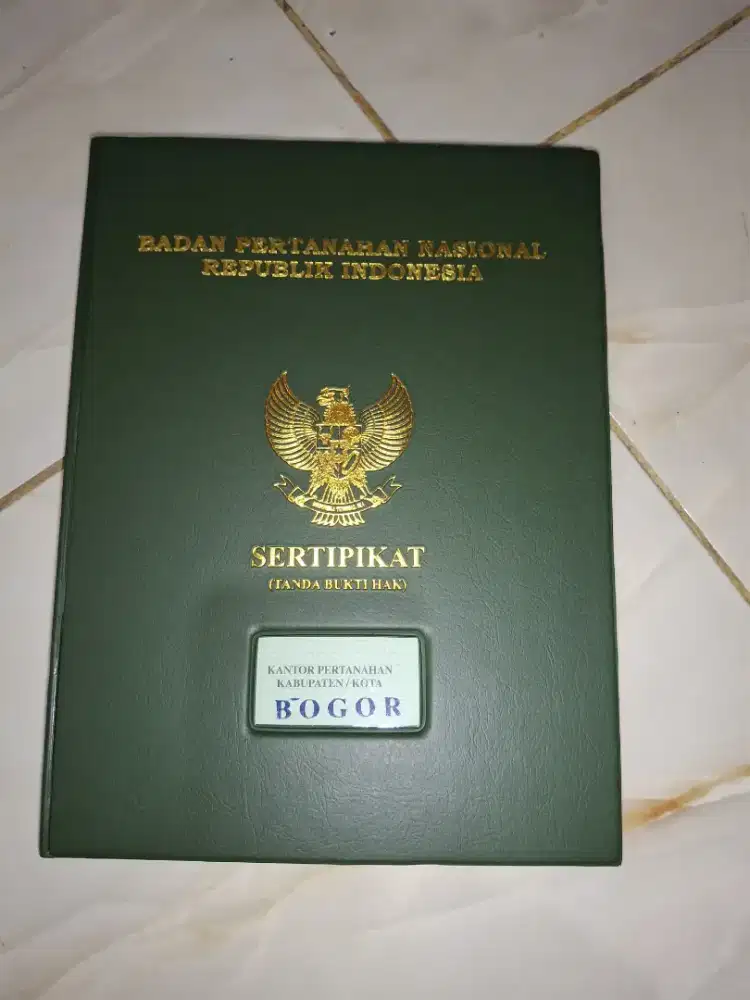 BADAN PERTANAHAN NASIONAL
REPUBLIK INDONESIA
SERTIPIKAT
(TANDA BUKTI HAK)
KANTOR PERTANAHAN
KABUPATEN / KOTA
BOGOR